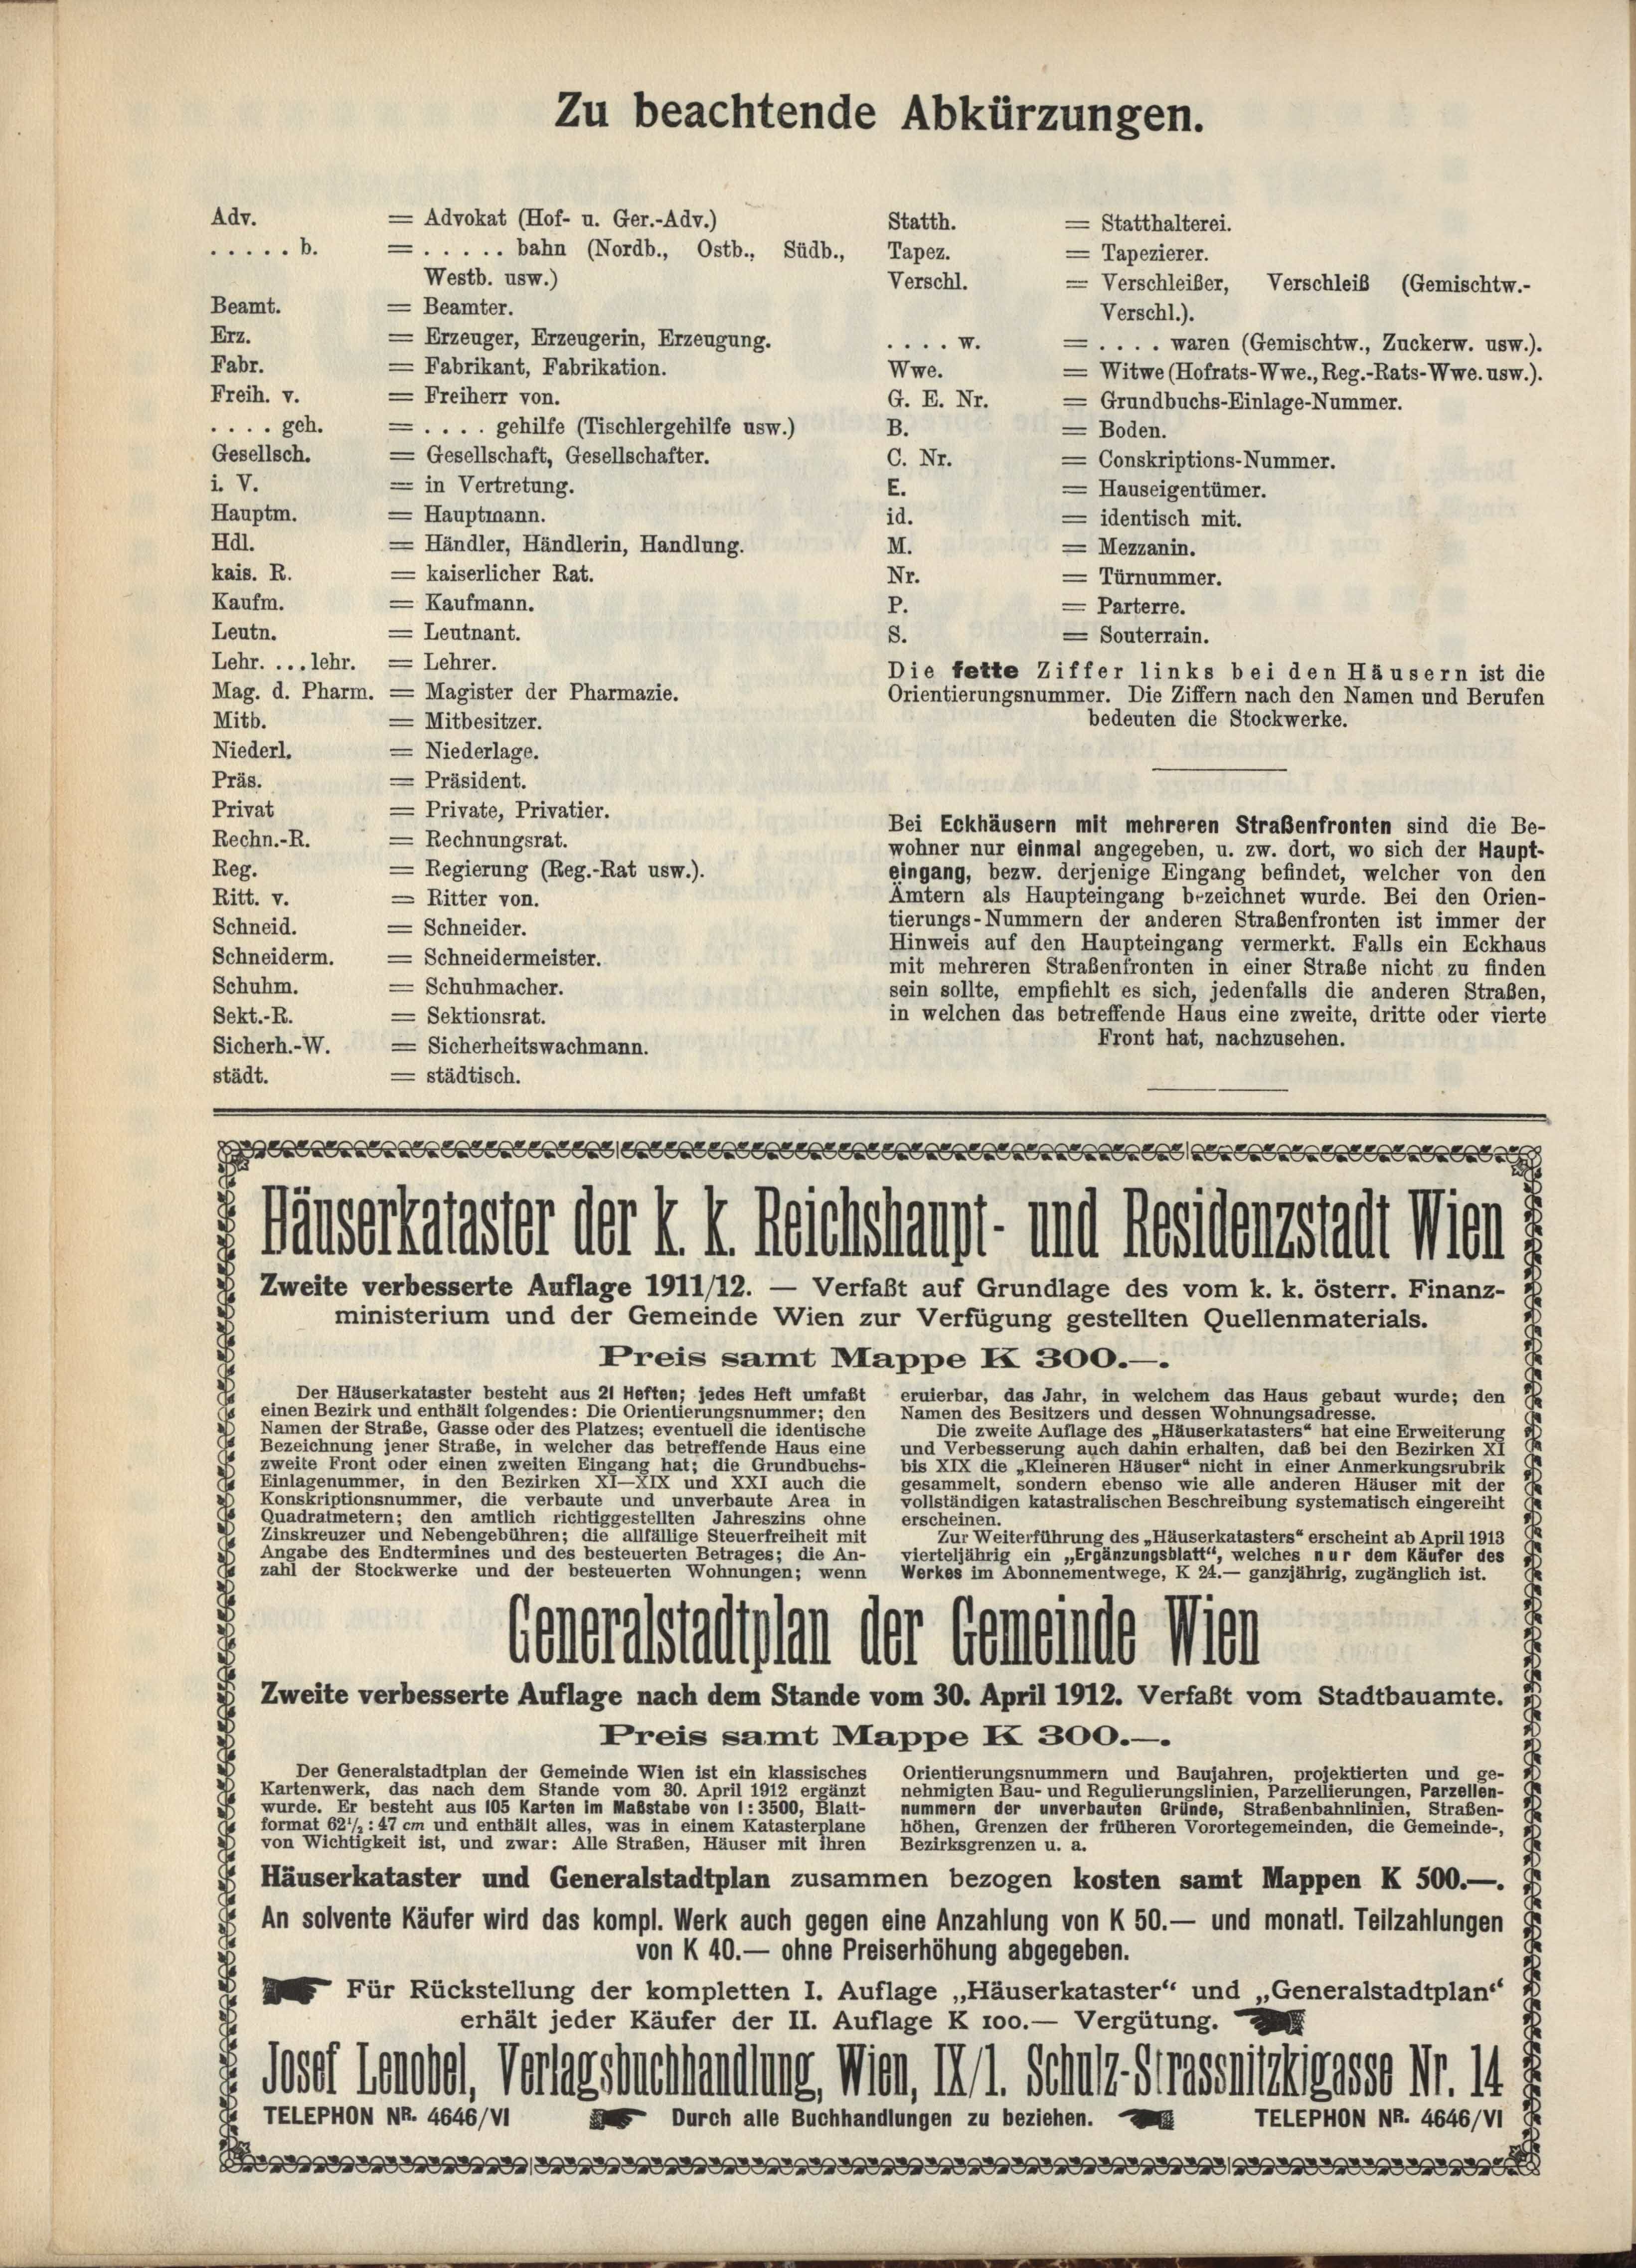 Zu beachtende Abkürzungen.
Adv. = Advokat (Hof- u. Ger.-Adv.)
. . . . . b. = . . . . . bahn (Nordb., Ostb., Südb.,
Westb. usw.)
Beamt. = Beamter.
Erz. = Erzeuger, Erzeugerin, Erzeugung.
Fabr. = Fabrikant, Fabrikation.
Freih. v. = Freiherr von.
. . . . geh. = . . . . gehilfe (Tischlergehilfe usw.)
Gesellsch. = Gesellschaft, Gesellschafter.
i. V. = in Vertretung.
Hauptm. = Hauptmann.
Hdl. = Händler, Händlerin, Handlung.
kais. R. = kaiserlicher Rat.
Kaufm. = Kaufmann.
Leutn. = Leutnant.
Lehr. ...lehr. = Lehrer.
Mag. d. Pharm. = Magister der Pharmazie.
Mitb. = Mitbesitzer.
Niederl. = Niederlage.
Präs. = Präsident.
Privat = Private, Privatier.
Rechn.-R. = Rechnungsrat.
Reg. = Regierung (Reg.-Rat usw.).
Ritt. v. = Ritter von.
Schneid. = Schneider.
Schneiderm. = Schneidermeister.
Schuhm. = Schuhmacher.
Sekt.-R. = Sektionsrat.
Sicherh.-W. = Sicherheitswachmann.
städt. = städtisch.
Statth. = Statthalterei.
Tapez. = Tapezierer.
Verschl. = Verschleißer, Verschleiß (Gemischtw.-
Verschl.).
. . . . w. = . . . . waren (Gemischtw., Zuckerw. usw.).
Wwe. = Witwe (Hofrats-Wwe., Reg.-Rats-Wwe. usw.).
G. E. Nr. = Grundbuchs-Einlage-Nummer.
B. = Boden.
C. Nr. = Conskriptions-Nummer.
E. = Hauseigentümer.
id. = identisch mit.
M. = Mezzanin.
Nr. = Türnummer.
P. = Parterre.
S. = Souterrain.
Die fette Ziffer links bei den Häusern ist die
Orientierungsnummer. Die Ziffern nach den Namen und Berufen
bedeuten die Stockwerke.
Bei Eckhäusern mit mehreren Straßenfronten sind die Be-
wohner nur einmal angegeben, u. zw. dort, wo sich der Haupt-
eingang, bezw. derjenige Eingang befindet, welcher von den
Ämtern als Haupteingang bezeichnet wurde. Bei den Orien-
tierungs-Nummern der anderen Straßenfronten ist immer der
Hinweis auf den Haupteingang vermerkt. Falls ein Eckhaus
mit mehreren Straßenfronten in einer Straße nicht zu finden
sein sollte, empfiehlt es sich, jedenfalls die anderen Straßen,
in welchen das betreffende Haus eine zweite, dritte oder vierte
Front hat, nachzusehen.
Häuserkataster der k. k. Reichshaupt- und Residenzstadt Wien
Zweite verbesserte Auflage 1911/12. — Verfaßt auf Grundlage des vom k. k. österr. Finanz-
ministerium und der Gemeinde Wien zur Verfügung gestellten Quellenmaterials.
Preis samt Mappe K 300.—.
Der Häuserkataster besteht aus 21 Heften; jedes Heft umfaßt
einen Bezirk und enthält folgendes: Die Orientierungsnummer; den
Namen der Straße, Gasse oder des Platzes; eventuell die identische
Bezeichnung jener Straße, in welcher das betreffende Haus eine
zweite Front oder einen zweiten Eingang hat; die Grundbuchs-
Einlagenummer, in den Bezirken XI—XIX und XXI auch die
Konskriptionsnummer, die verbaute und unverbaute Area in
Quadratmetern; den amtlich richtiggestellten Jahreszins ohne
Zinskreuzer und Nebengebühren; die allfällige Steuerfreiheit mit
Angabe des Endtermines und des besteuerten Betrages; die An-
zahl der Stockwerke und der besteuerten Wohnungen; wenn
eruierbar, das Jahr, in welchem das Haus gebaut wurde; den
Namen des Besitzers und dessen Wohnungsadresse.
Die zweite Auflage des „Häuserkatasters“ hat eine Erweiterung
und Verbesserung auch dahin erhalten, daß bei den Bezirken XI
bis XIX die „Kleineren Häuser“ nicht in einer Anmerkungsrubrik
gesammelt, sondern ebenso wie alle anderen Häuser mit der
vollständigen katastralischen Beschreibung systematisch eingereiht
erscheinen.
Zur Weiterführung des „Häuserkatasters“ erscheint ab April 1913
vierteljährig ein „Ergänzungsblatt“, welches nur dem Käufer des
Werkes im Abonnementwege, K 24.— ganzjährig, zugänglich ist.
Generalstadtplan der Gemeinde Wien
Zweite verbesserte Auflage nach dem Stande vom 30. April 1912. Verfaßt vom Stadtbauamte.
Preis samt Mappe K 300.—.
Der Generalstadtplan der Gemeinde Wien ist ein klassisches
Kartenwerk, das nach dem Stande vom 30. April 1912 ergänzt
wurde. Er besteht aus 105 Karten im Maßstabe von 1 : 3500, Blatt-
format 62½ : 47 cm und enthält alles, was in einem Katasterplane
von Wichtigkeit ist, und zwar: Alle Straßen, Häuser mit ihren
Orientierungsnummern und Baujahren, projektierten und ge-
nehmigten Bau- und Regulierungslinien, Parzellierungen, Parzellen-
nummern der unverbauten Gründe, Straßenbahnlinien, Straßen-
höhen, Grenzen der früheren Vorortegemeinden, die Gemeinde-,
Bezirksgrenzen u. a.
Häuserkataster und Generalstadtplan zusammen bezogen kosten samt Mappen K 500.—.
An solvente Käufer wird das kompl. Werk auch gegen eine Anzahlung von K 50.— und monatl. Teilzahlungen
von K 40.— ohne Preiserhöhung abgegeben.
Für Rückstellung der kompletten I. Auflage „Häuserkataster“ und „Generalstadtplan“
erhält jeder Käufer der II. Auflage K 100.— Vergütung.
Josef Lenobel, Verlagsbuchhandlung, Wien, IX/1. Schulz-Strassnitzkigasse Nr. 14
TELEPHON NR. 4646/VI Durch alle Buchhandlungen zu beziehen. TELEPHON NR. 4646/VI